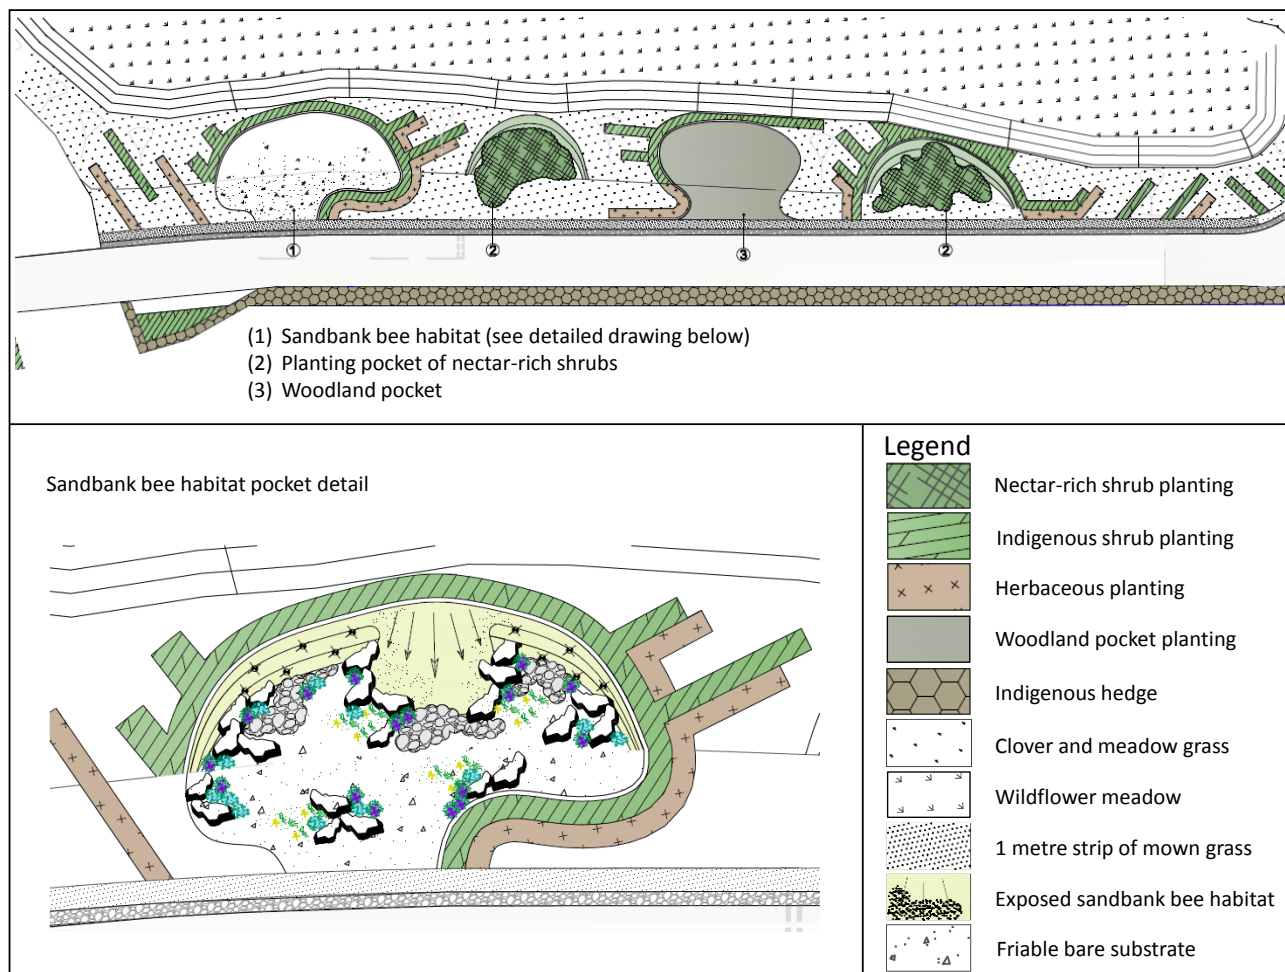 1
2
3
2
(1) Sandbank bee habitat (see detailed drawing below)
(2) Planting pocket of nectar-rich shrubs
(3) Woodland pocket
Sandbank bee habitat pocket detail
Legend
Nectar-rich shrub planting
Indigenous shrub planting
Herbaceous planting
Woodland pocket planting
Indigenous hedge
Clover and meadow grass
Wildflower meadow
1 metre strip of mown grass
Exposed sandbank bee habitat
Friable bare substrate